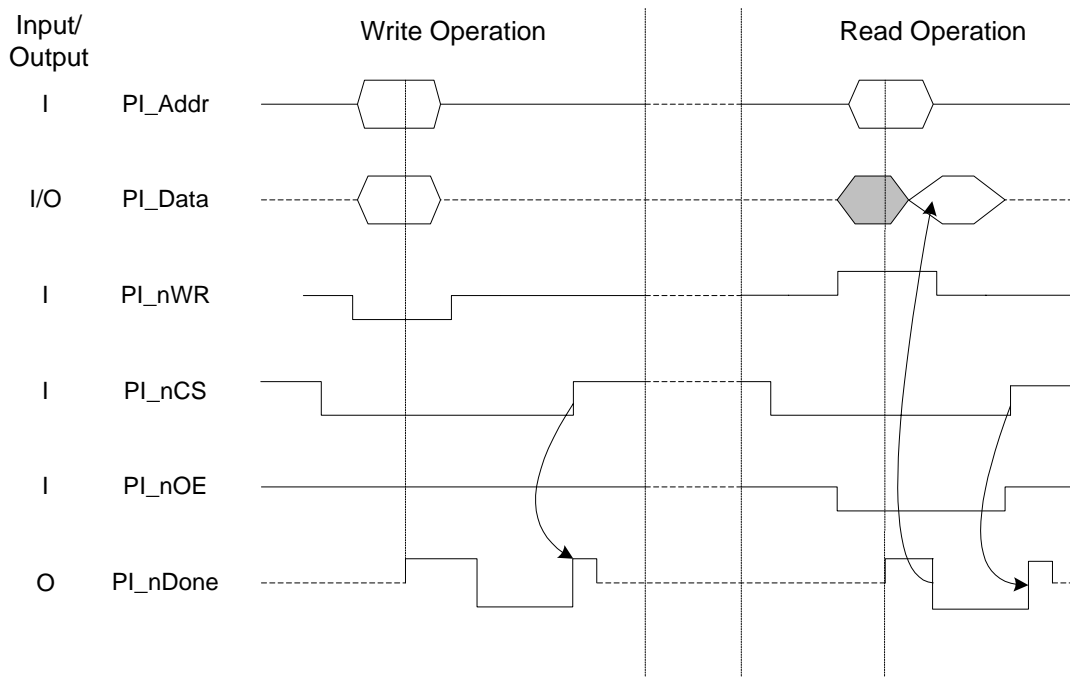 Input/
Output
Write Operation
Read Operation
I PI_Addr
I/O PI_Data
I PI_nWR
I PI_nCS
I PI_nOE
O PI_nDone